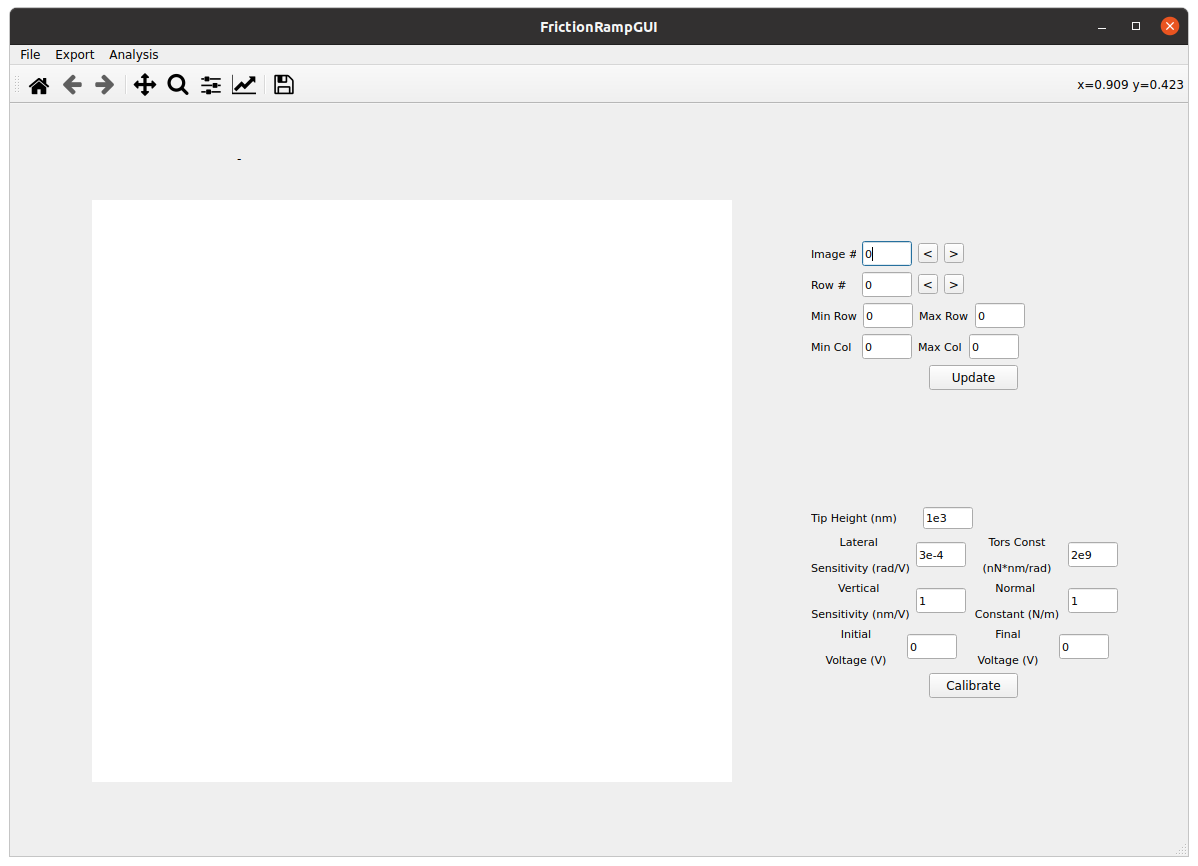 FrictionRampGUI
File Export Analysis
x=0.909 y=0.423
-
Image # 0 < >
Row # 0 < >
Min Row 0 Max Row 0
Min Col 0 Max Col 0
Update
Tip Height (nm) 1e3
Lateral Tors Const
3e-4 2e9
Sensitivity (rad/V) (nN*nm/rad)
Vertical Normal
1 1
Sensitivity (nm/V) Constant (N/m)
Initial Final
0 0
Voltage (V) Voltage (V)
Calibrate